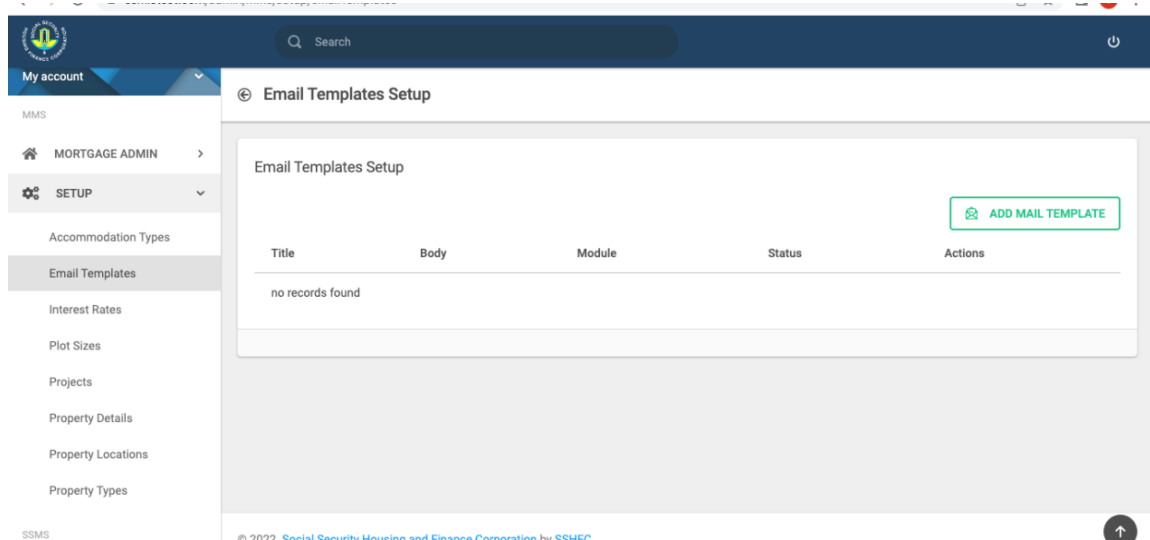 Search
My account
MMS
MORTGAGE ADMIN
SETUP
Accommodation Types
Email Templates
Interest Rates
Plot Sizes
Projects
Property Details
Property Locations
Property Types
SSMS
Email Templates Setup
Email Templates Setup
ADD MAIL TEMPLATE
Title Body Module Status Actions
no records found
© 2022 Social Security Housing and Finance Corporation by SSHFC